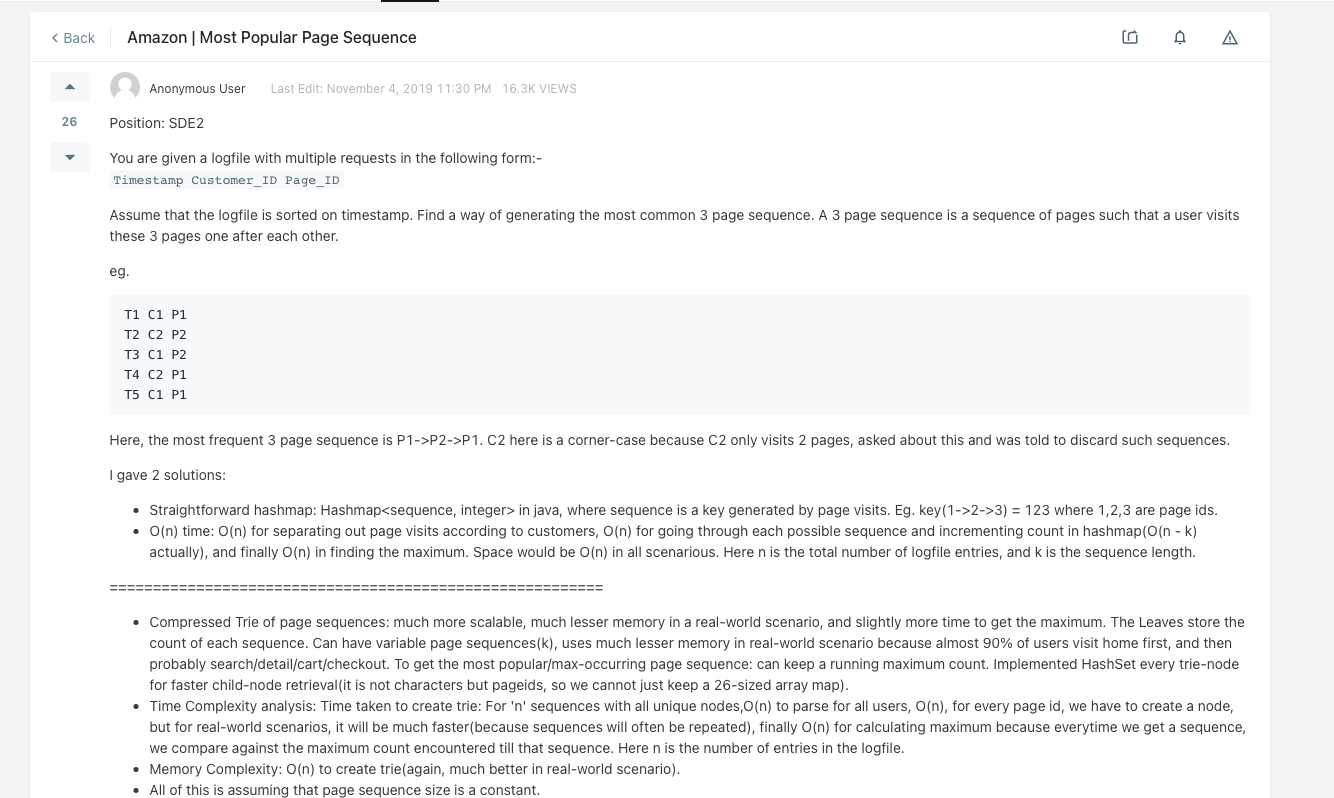 Back
Amazon | Most Popular Page Sequence
Anonymous User Last Edit: November 4, 2019 11:30 PM 16.3K VIEWS
26
Position: SDE2
You are given a logfile with multiple requests in the following form:-
Timestamp Customer_ID Page_ID
Assume that the logfile is sorted on timestamp. Find a way of generating the most common 3 page sequence. A 3 page sequence is a sequence of pages such that a user visits
these 3 pages one after each other.
eg.
T1 C1 P1
T2 C2 P2
T3 C1 P2
T4 C2 P1
T5 C1 P1
Here, the most frequent 3 page sequence is P1->P2->P1. C2 here is a corner-case because C2 only visits 2 pages, asked about this and was told to discard such sequences.
I gave 2 solutions:
• Straightforward hashmap: Hashmap<sequence, integer> in java, where sequence is a key generated by page visits. Eg. key(1->2->3) = 123 where 1,2,3 are page ids.
• O(n) time: O(n) for separating out page visits according to customers, O(n) for going through each possible sequence and incrementing count in hashmap(O(n - k)
actually), and finally O(n) in finding the maximum. Space would be O(n) in all scenarious. Here n is the total number of logfile entries, and k is the sequence length.
=========================================================
• Compressed Trie of page sequences: much more scalable, much lesser memory in a real-world scenario, and slightly more time to get the maximum. The Leaves store the
count of each sequence. Can have variable page sequences(k), uses much lesser memory in real-world scenario because almost 90% of users visit home first, and then
probably search/detail/cart/checkout. To get the most popular/max-occurring page sequence: can keep a running maximum count. Implemented HashSet every trie-node
for faster child-node retrieval(it is not characters but pageids, so we cannot just keep a 26-sized array map).
• Time Complexity analysis: Time taken to create trie: For 'n' sequences with all unique nodes,O(n) to parse for all users, O(n), for every page id, we have to create a node,
but for real-world scenarios, it will be much faster(because sequences will often be repeated), finally O(n) for calculating maximum because everytime we get a sequence,
we compare against the maximum count encountered till that sequence. Here n is the number of entries in the logfile.
• Memory Complexity: O(n) to create trie(again, much better in real-world scenario).
• All of this is assuming that page sequence size is a constant.